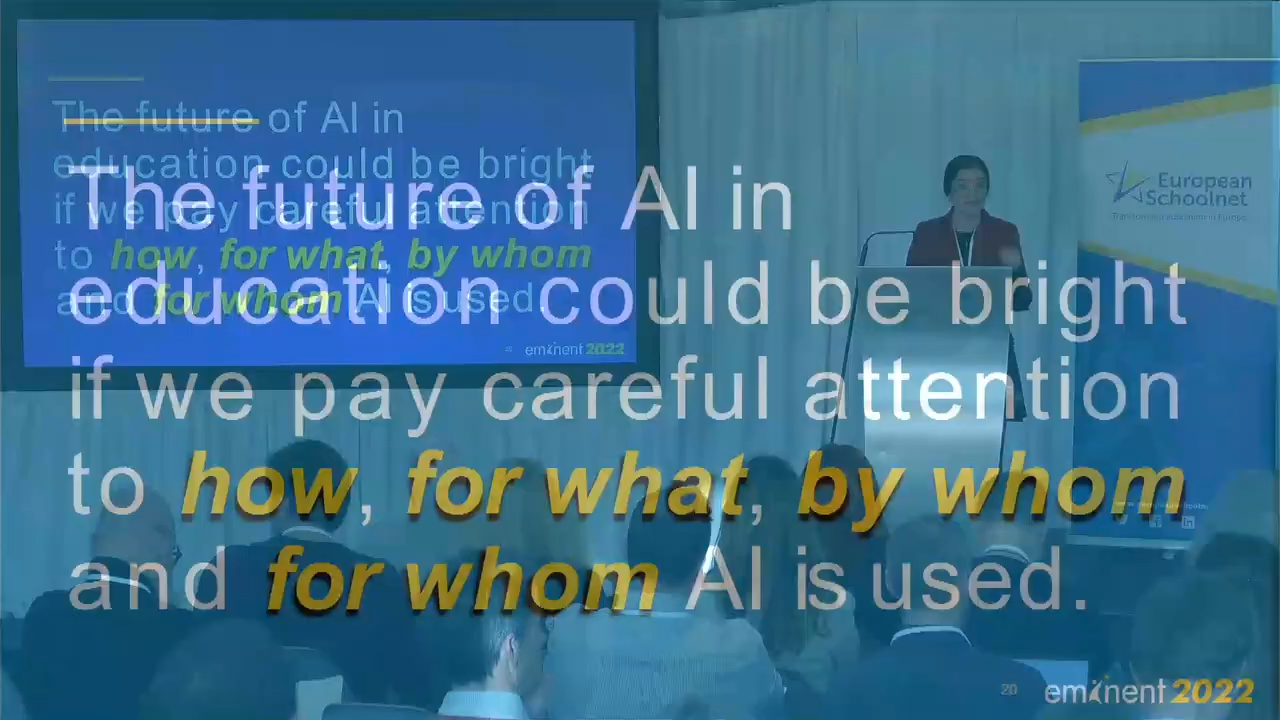 The future of AI in
education could be bright
if we pay careful attention
to how, for what, by whom
and for whom AI is used.
eminent 2022
European
Schoolnet
The future of AI in
education could be bright
if we pay careful attention
to how, for what, by whom
and for whom AI is used.
20 eminent 2022